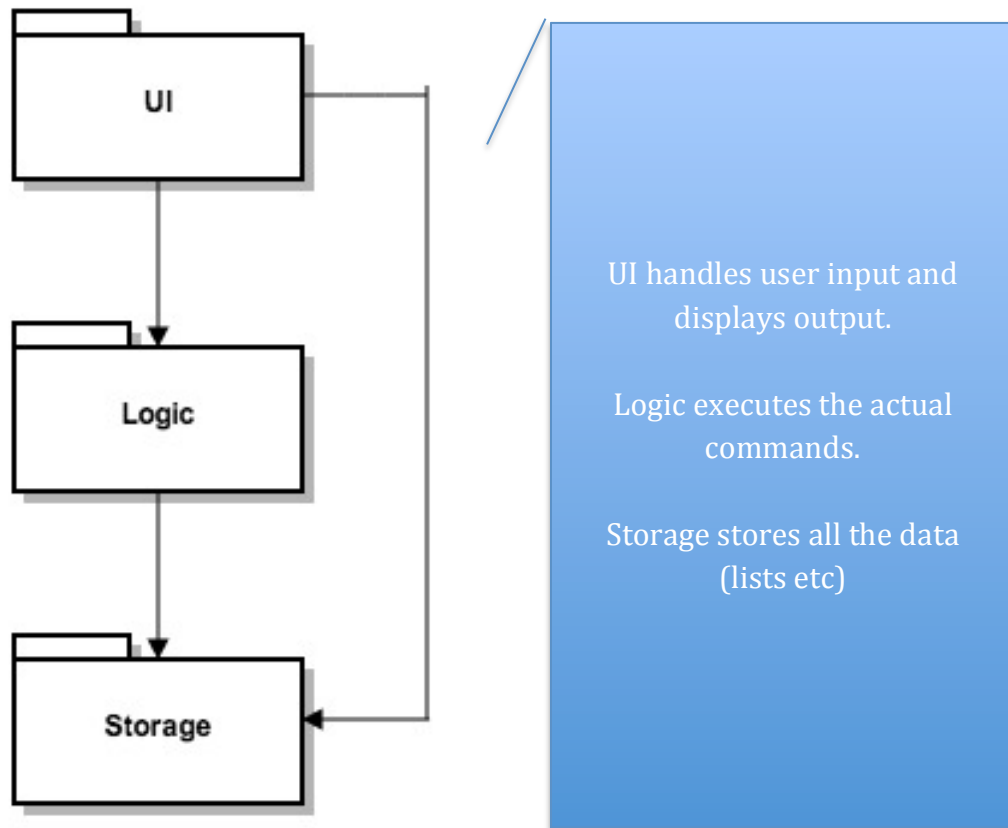 UI
Logic
Storage
UI handles user input and
displays output.
Logic executes the actual
commands.
Storage stores all the data
(lists etc)